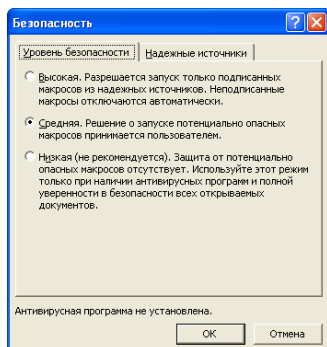 Безопасность
Уровень безопасности
Надежные источники
Высокая. Разрешается запуск только подписанных
макросов из надежных источников. Неподписанные
макросы отключаются автоматически.
Средняя. Решение о запуске потенциально опасных
макросов принимается пользователем.
Низкая (не рекомендуется). Защита от потенциально
опасных макросов отсутствует. Используйте этот режим
только при наличии антивирусных программ и полной
уверенности в безопасности всех открываемых
документов.
Антивирусная программа не установлена.
ОК
Отмена